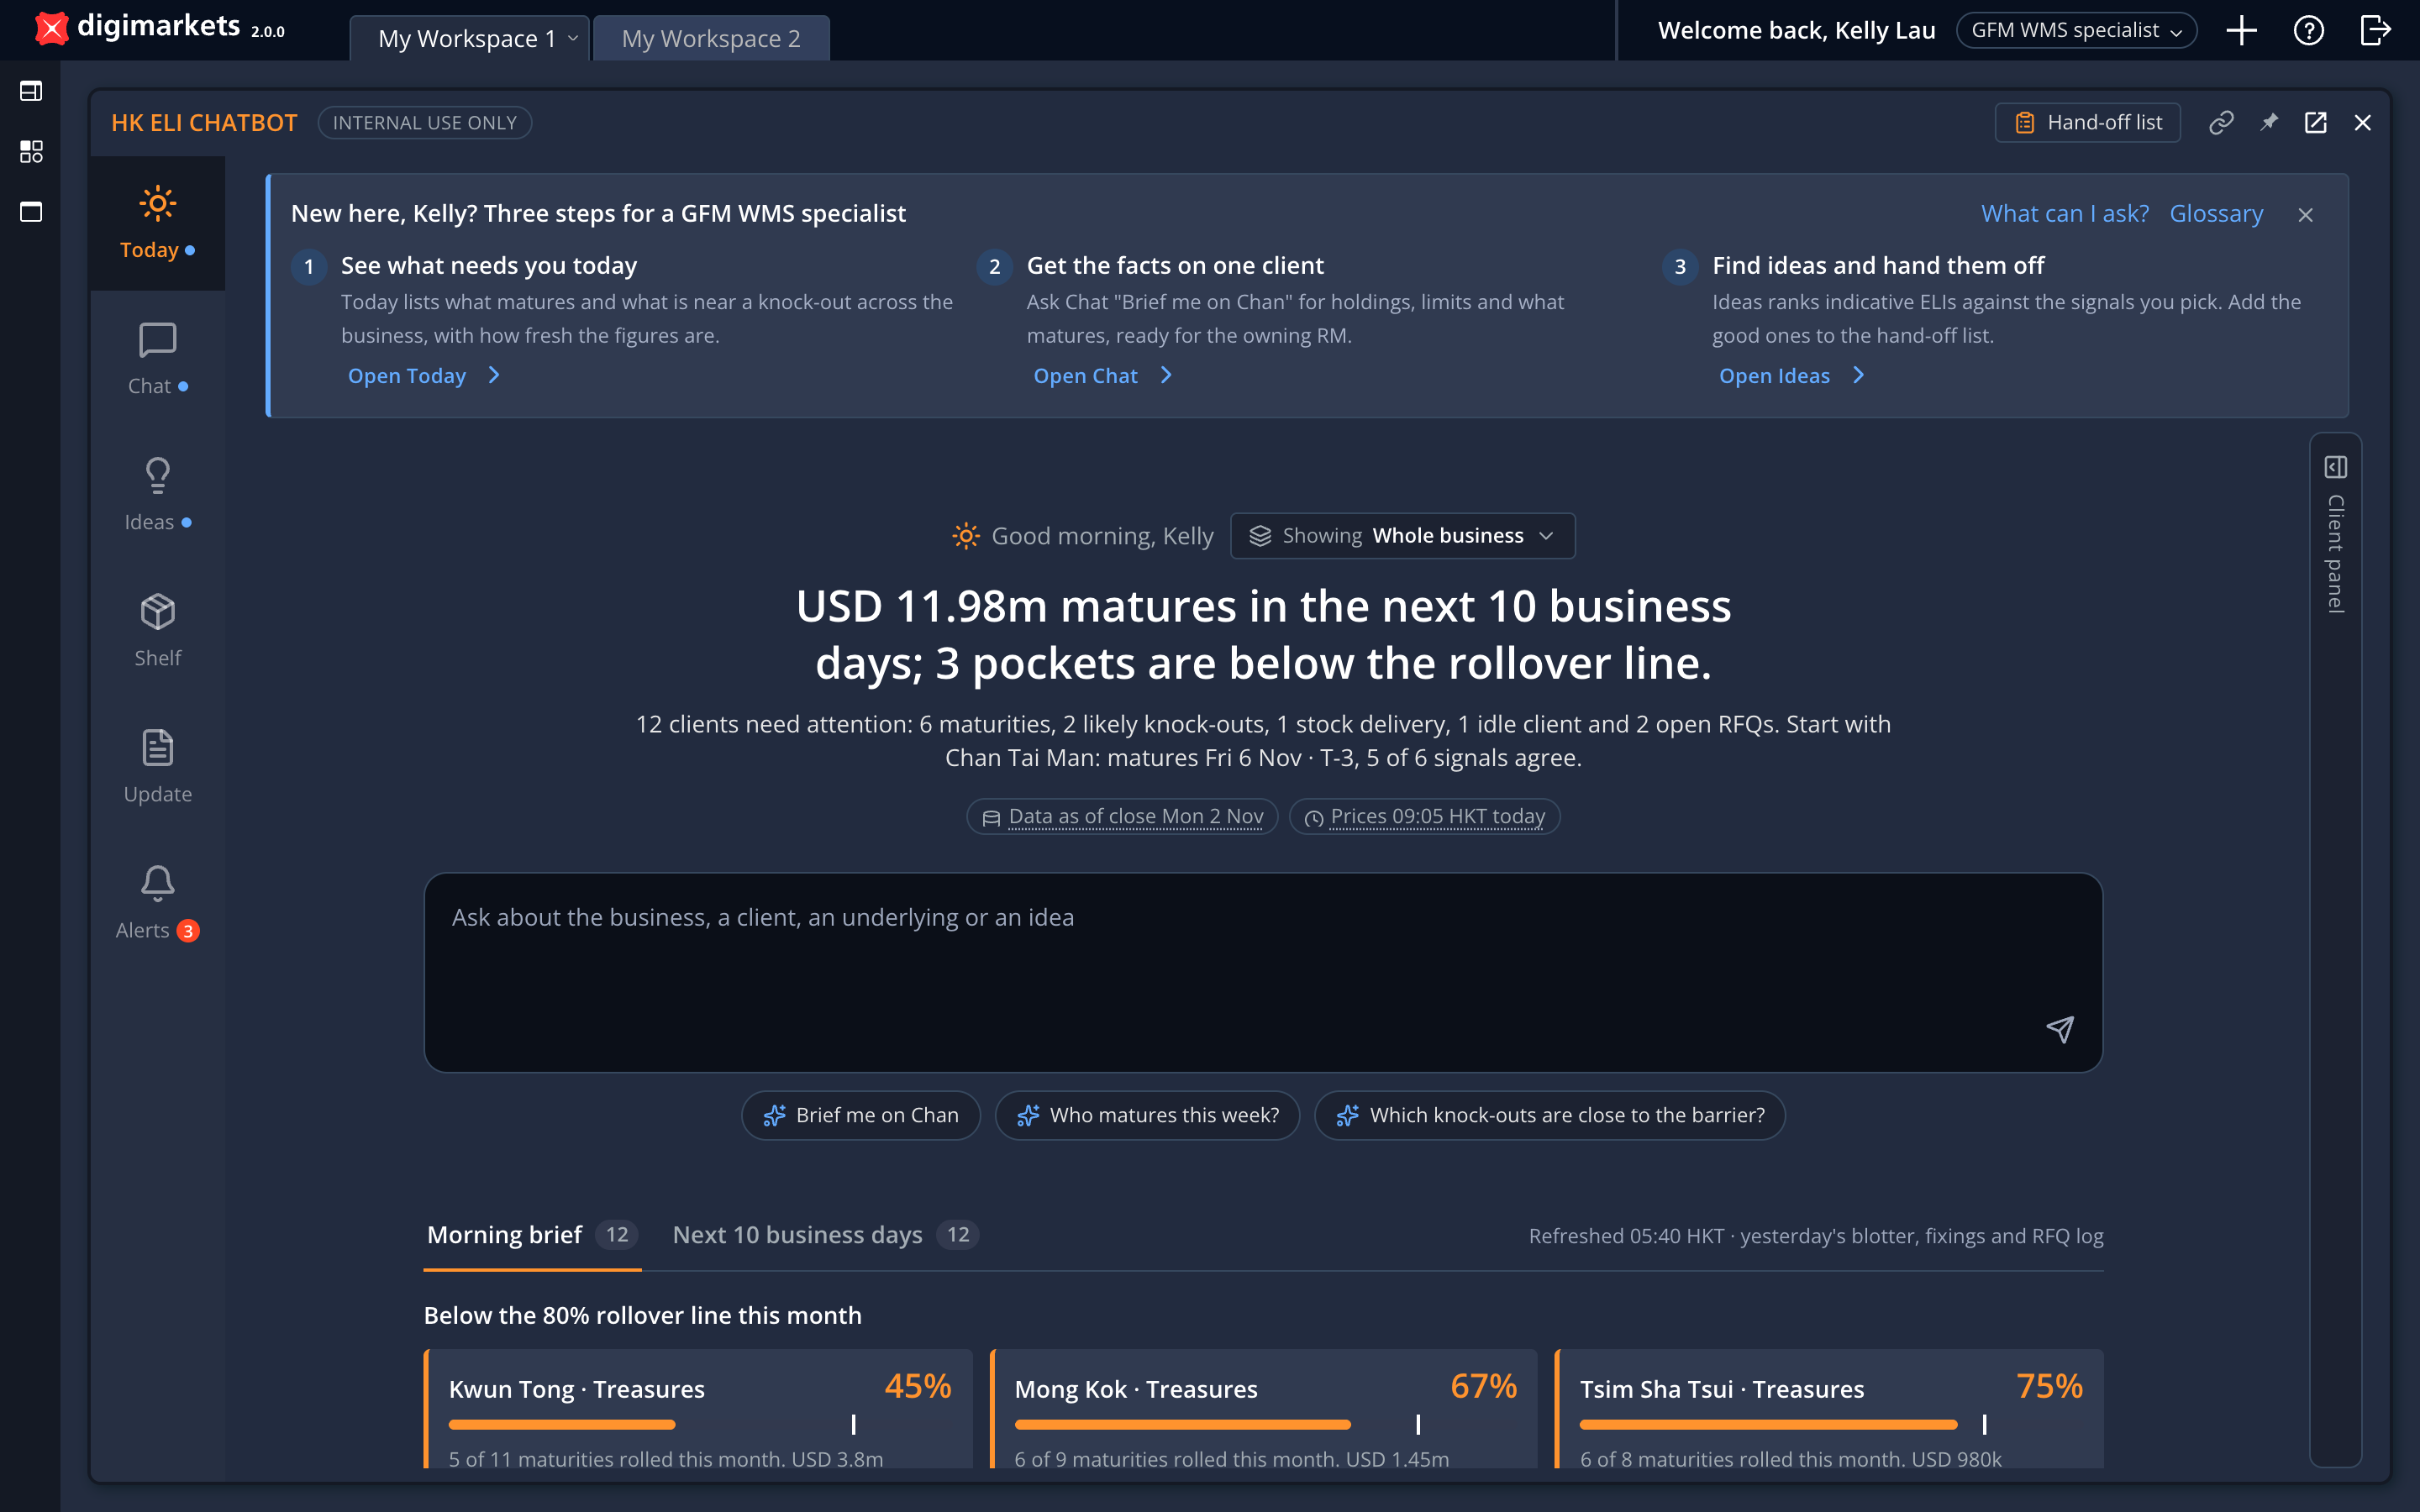 digimarkets 2.0.0
My Workspace 1
My Workspace 2
Welcome back, Kelly Lau
GFM WMS specialist
HK ELI CHATBOT
INTERNAL USE ONLY
Hand-off list
Today
Chat
Ideas
Shelf
Update
Alerts 3
New here, Kelly? Three steps for a GFM WMS specialist
What can I ask?
Glossary
1 See what needs you today
Today lists what matures and what is near a knock-out across the
business, with how fresh the figures are.
Open Today
2 Get the facts on one client
Ask Chat "Brief me on Chan" for holdings, limits and what
matures, ready for the owning RM.
Open Chat
3 Find ideas and hand them off
Ideas ranks indicative ELIs against the signals you pick. Add the
good ones to the hand-off list.
Open Ideas
Client panel
Good morning, Kelly
Showing Whole business
USD 11.98m matures in the next 10 business
days; 3 pockets are below the rollover line.
12 clients need attention: 6 maturities, 2 likely knock-outs, 1 stock delivery, 1 idle client and 2 open RFQs. Start with
Chan Tai Man: matures Fri 6 Nov · T-3, 5 of 6 signals agree.
Data as of close Mon 2 Nov
Prices 09:05 HKT today
Ask about the business, a client, an underlying or an idea
Brief me on Chan
Who matures this week?
Which knock-outs are close to the barrier?
Morning brief 12
Next 10 business days 12
Refreshed 05:40 HKT · yesterday's blotter, fixings and RFQ log
Below the 80% rollover line this month
Kwun Tong · Treasures 45%
5 of 11 maturities rolled this month. USD 3.8m
Mong Kok · Treasures 67%
6 of 9 maturities rolled this month. USD 1.45m
Tsim Sha Tsui · Treasures 75%
6 of 8 maturities rolled this month. USD 980k